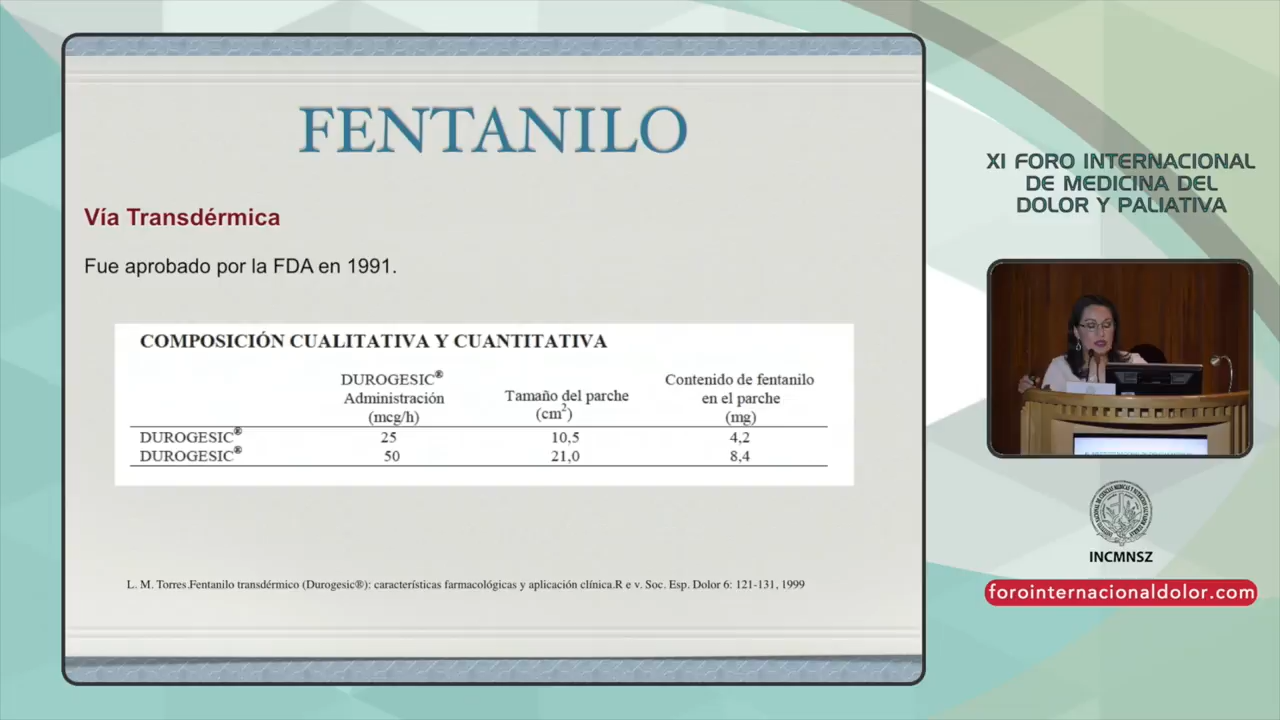 FENTANILO
Vía Transdérmica
Fue aprobado por la FDA en 1991.
COMPOSICIÓN CUALITATIVA Y CUANTITATIVA
DUROGESIC® Administración (mcg/h)
Tamaño del parche (cm²)
Contenido de fentanilo en el parche (mg)
DUROGESIC® 25 10,5 4,2
DUROGESIC® 50 21,0 8,4
L. M. Torres.Fentanilo transdérmico (Durogesic®): características farmacológicas y aplicación clínica.R e v. Soc. Esp. Dolor 6: 121-131, 1999
XI FORO INTERNACIONAL
DE MEDICINA DEL
DOLOR Y PALIATIVA
INCMNSZ
forointernacionaldolor.com